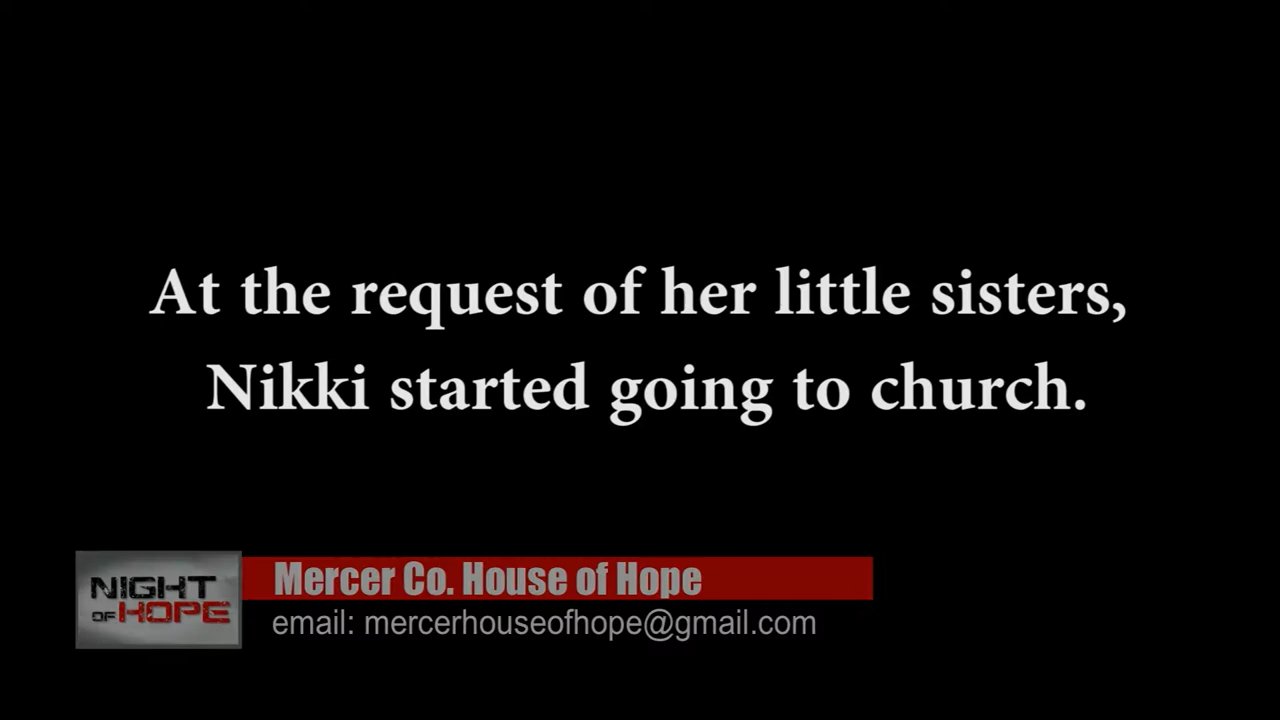 At the request of her little sisters,
Nikki started going to church.
NIGHT
OF HOPE
Mercer Co. House of Hope
email: mercerhouseofhope@gmail.com